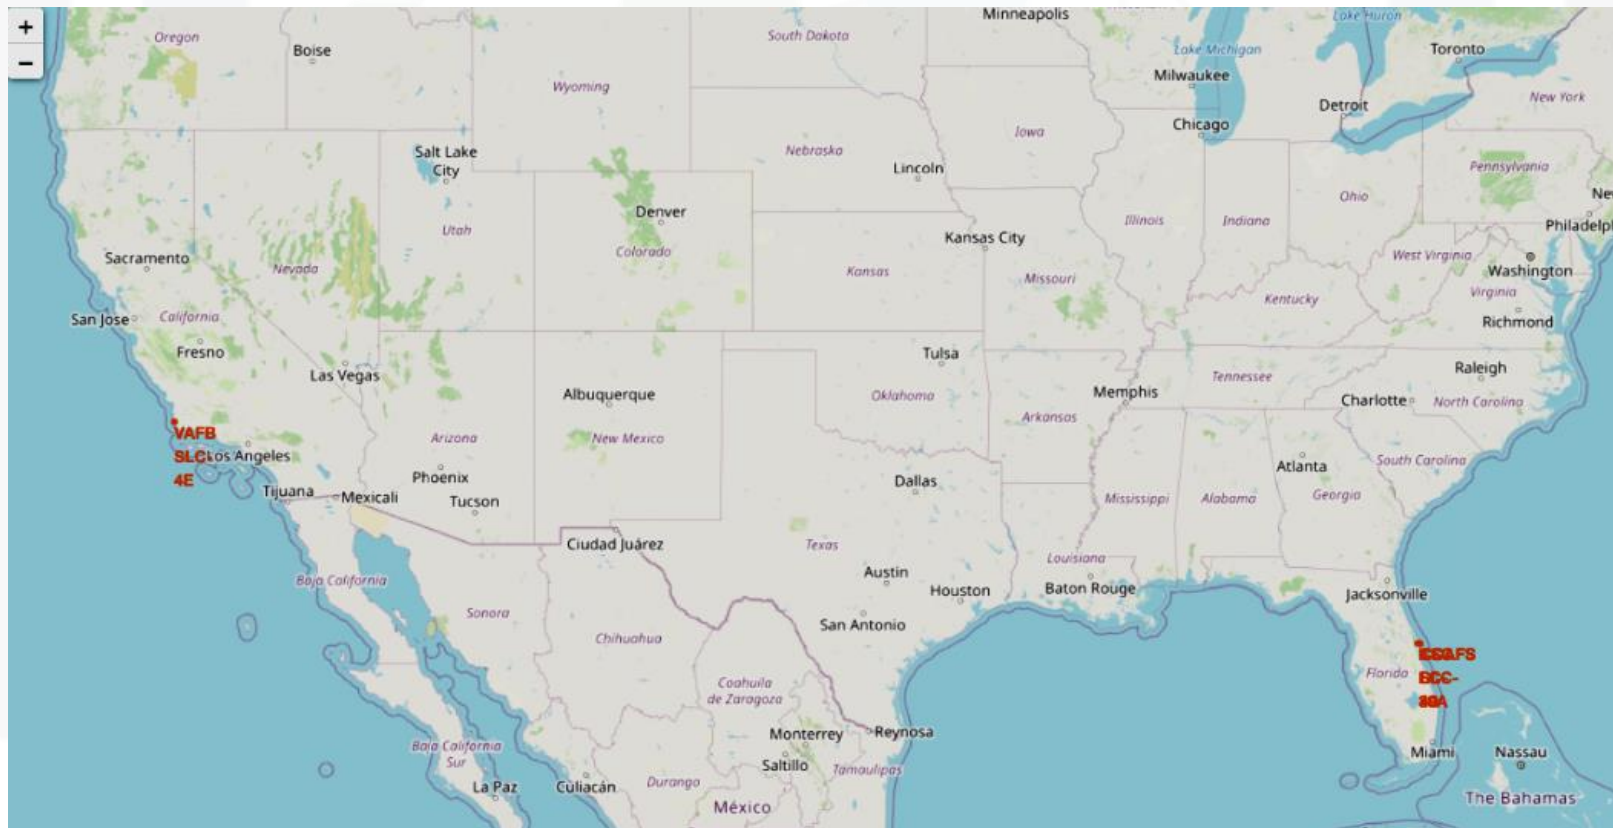 +
−
Minneapolis
Lake Huron
Oregon
Boise
South Dakota
Lake Michigan
Toronto
Wyoming
Milwaukee
New York
Detroit
Chicago
Iowa
Salt Lake
City
Nebraska
Lincoln
Pennsylvania
Ohio
Denver
Utah
Illinois
Indiana
Philadelp
Sacramento
Colorado
Kansas City
West Virginia
Nevada
Kansas
Missouri
Washington
Kentucky
Virginia
San Jose
California
Richmond
Fresno
Tulsa
Las Vegas
Raleigh
Albuquerque
Oklahoma
Memphis
Tennessee
Charlotte
North Carolina
Arkansas
VAFB
SLC-
4E
Los Angeles
Arizona
New Mexico
South Carolina
Atlanta
Phoenix
Dallas
Tijuana
Mexicali
Tucson
Mississippi
Alabama
Georgia
Ciudad Juárez
Texas
Louisiana
Baja California
Austin
Houston
Baton Rouge
Jacksonville
Sonora
San Antonio
Chihuahua
Florida
Coahuila
de Zaragoza
Monterrey
Reynosa
Baja California
Sur
Saltillo
Tamaulipas
Miami
Nassau
La Paz
Culiacán
Durango
México
The Bahamas